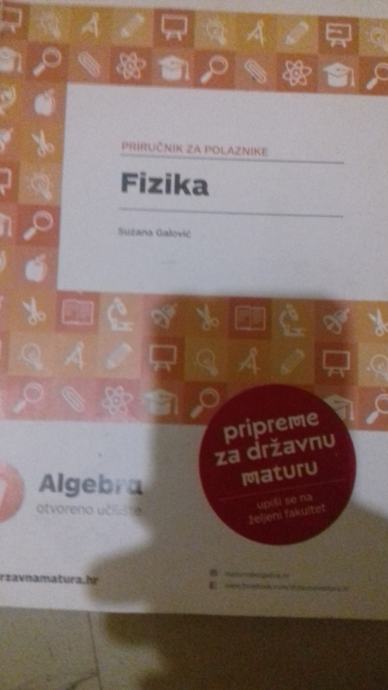 PRIRUČNIK ZA POLAZNIKE
Fizika
Suzana Galović
pripreme
za državnu
maturu
upiši se na
željeni fakultet
Algebra
otvoreno učilište
rzavnamatura.hr